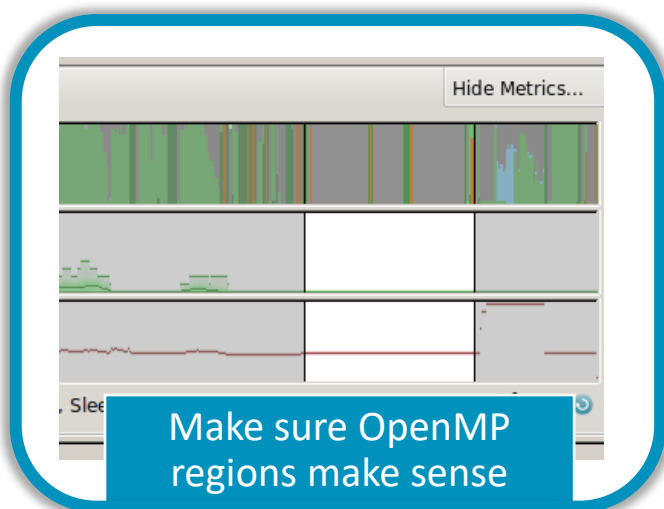 Hide Metrics...
, Slee
Make sure OpenMP
regions make sense